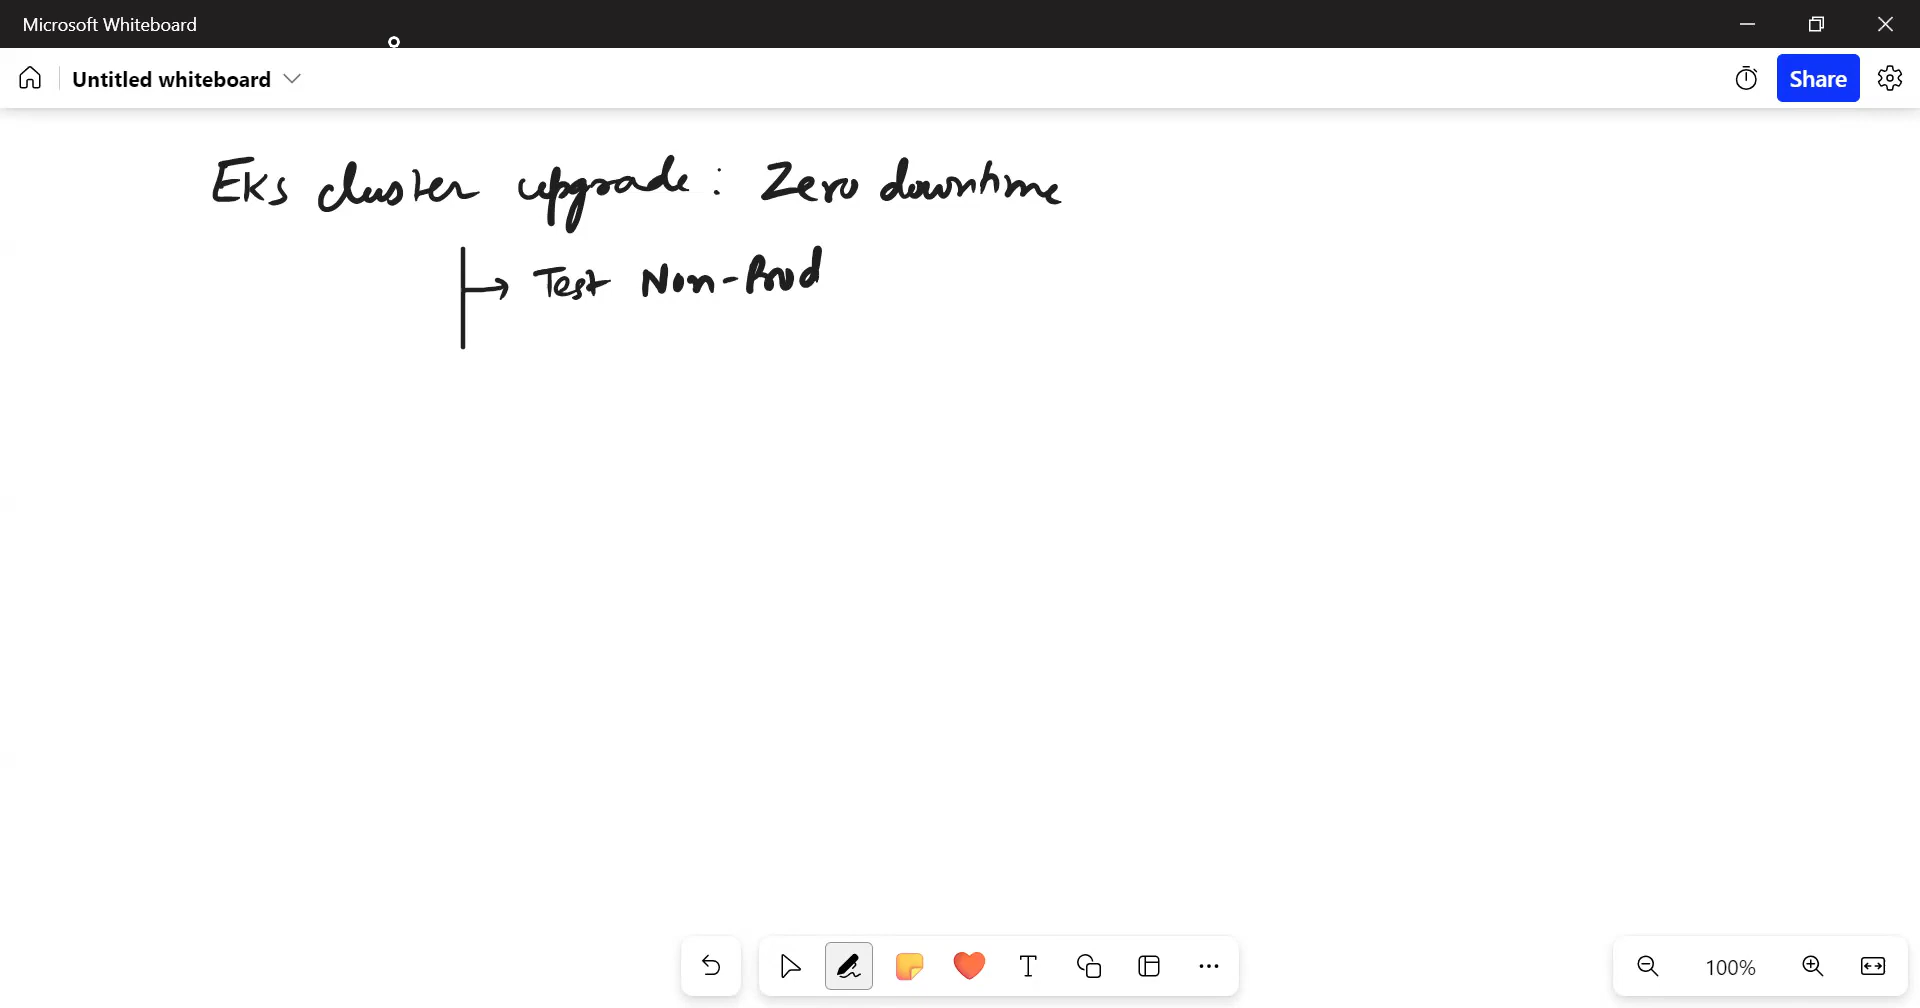 Microsoft Whiteboard
Untitled whiteboard
Share
Eks cluster upgrade : Zero downtime
Test Non-Prod
T
100%